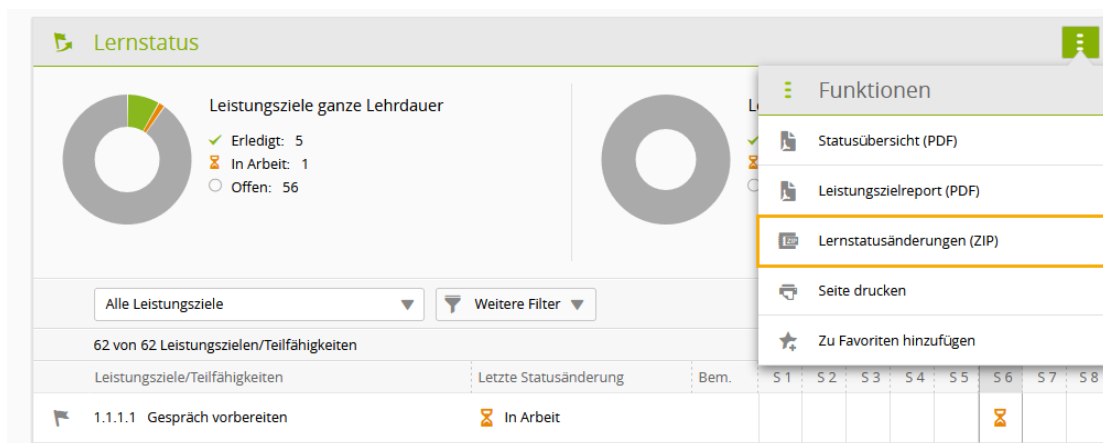 Lernstatus
Leistungsziele ganze Lehrdauer
Erledigt: 5
In Arbeit: 1
Offen: 56
Funktionen
Statusübersicht (PDF)
Leistungszielreport (PDF)
ZIP
Lernstatusänderungen (ZIP)
Seite drucken
Zu Favoriten hinzufügen
Alle Leistungsziele
Weitere Filter
62 von 62 Leistungszielen/Teilfähigkeiten
Leistungsziele/Teilfähigkeiten Letzte Statusänderung Bem. S 1 S 2 S 3 S 4 S 5 S 6 S 7 S 8
1.1.1.1 Gespräch vorbereiten In Arbeit